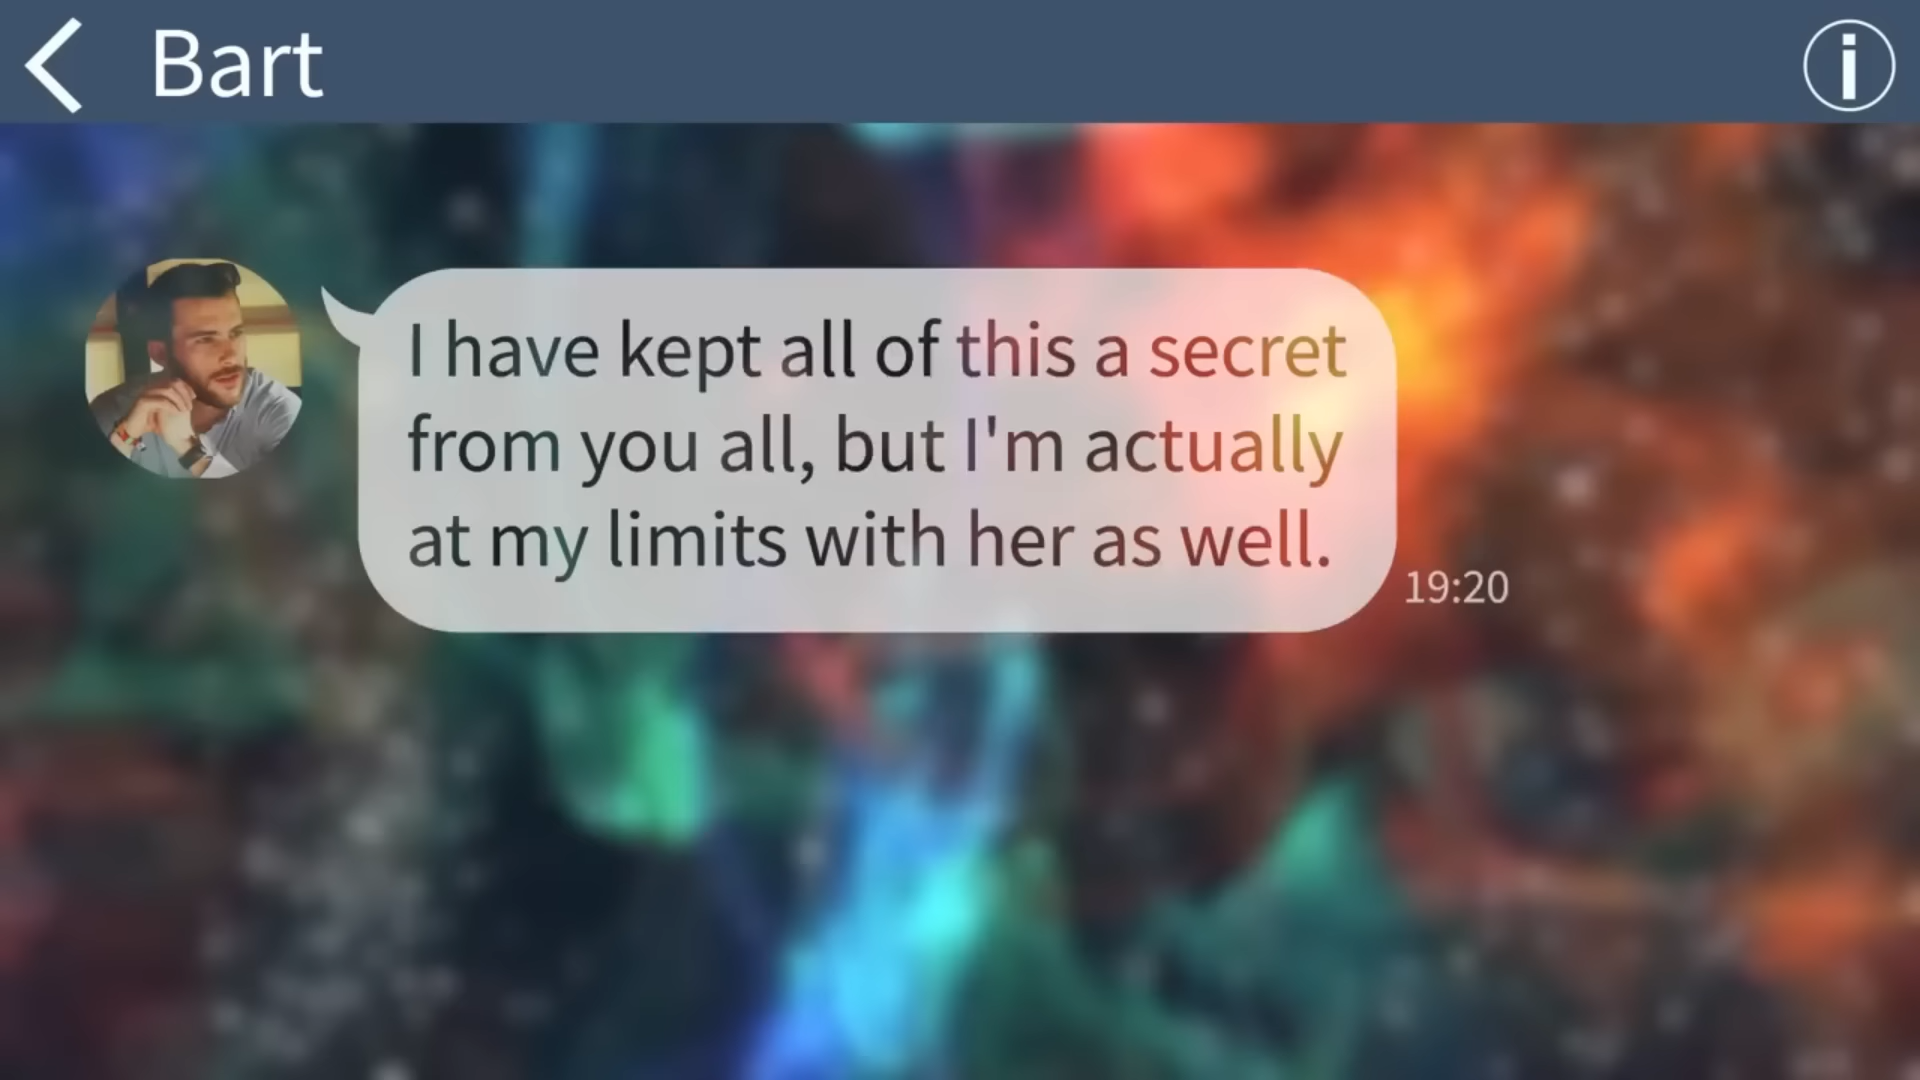 Bart
I have kept all of this a secret
from you all, but I'm actually
at my limits with her as well.
19:20